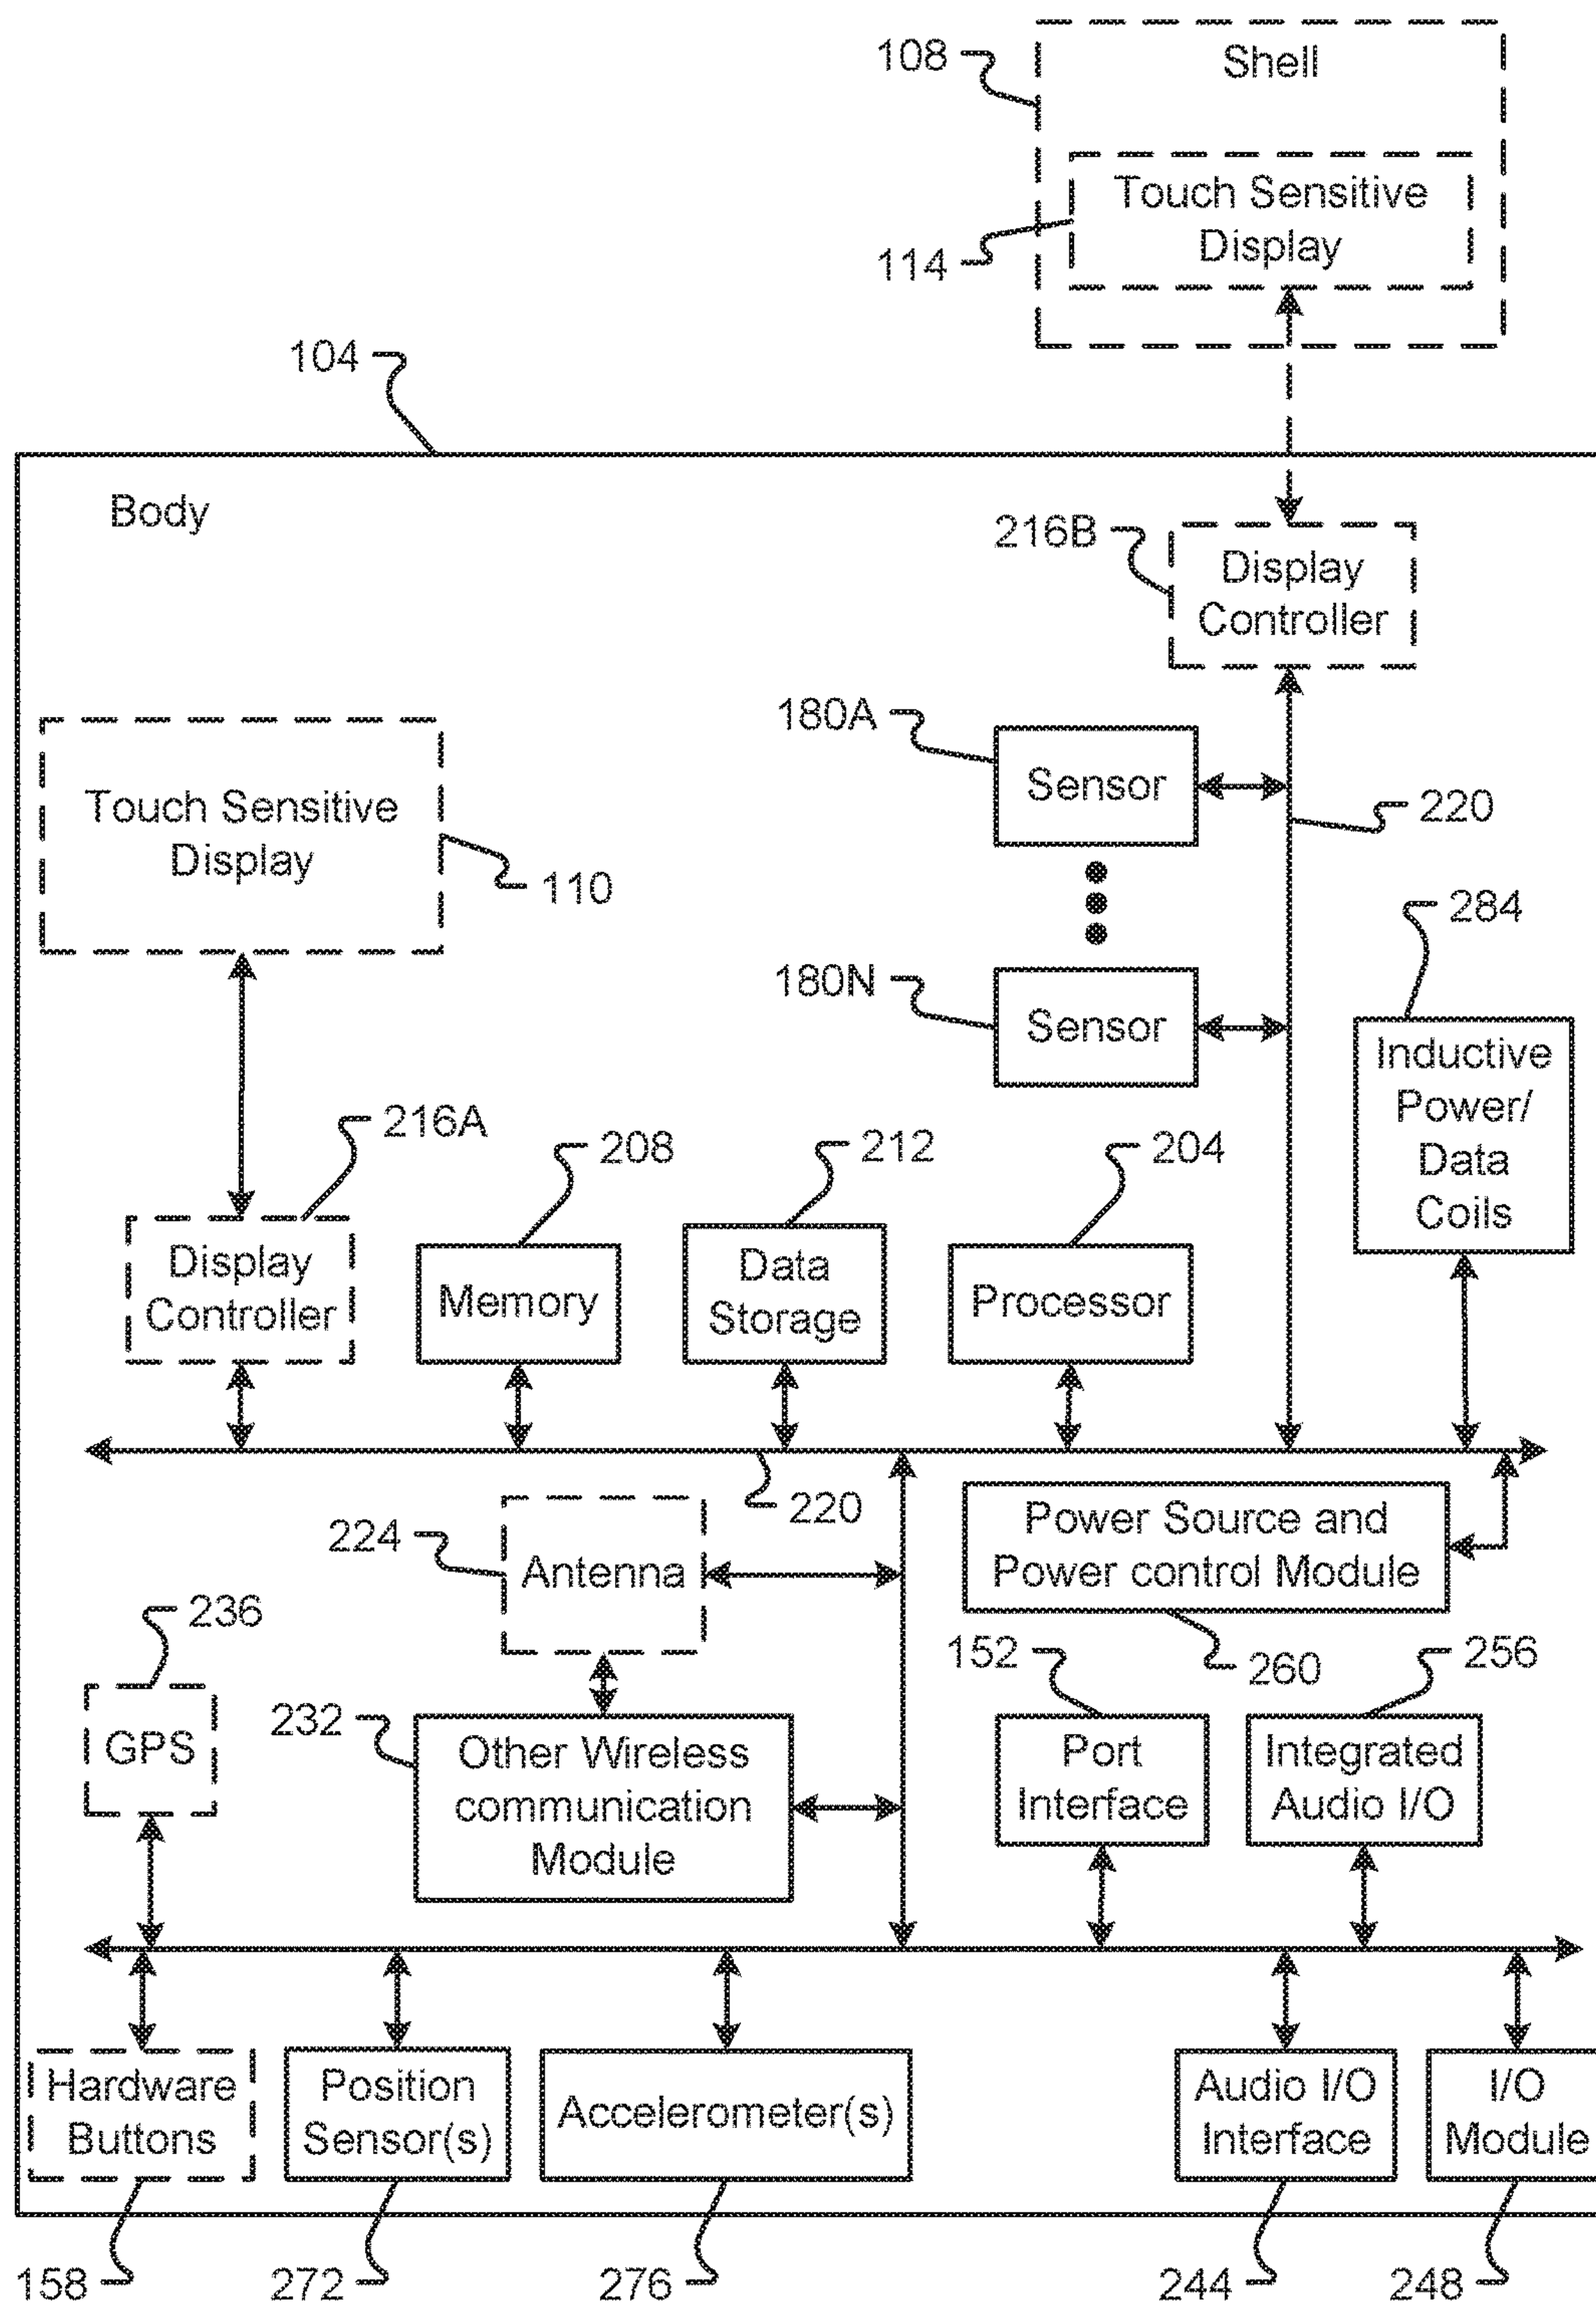 108
Shell
Touch Sensitive
Display
114
104
Body
216B
Display
Controller
180A
Sensor
220
Touch Sensitive
Display
110
284
180N
Sensor
Inductive
Power/
Data
Coils
216A
208
212
204
Display
Controller
Memory
Data
Storage
Processor
220
224
Antenna
Power Source and
Power control Module
236
152
260
256
GPS
232
Other Wireless
communication
Module
Port
Interface
Integrated
Audio I/O
Hardware
Buttons
Position
Sensor(s)
Accelerometer(s)
Audio I/O
Interface
I/O
Module
158
272
276
244
248